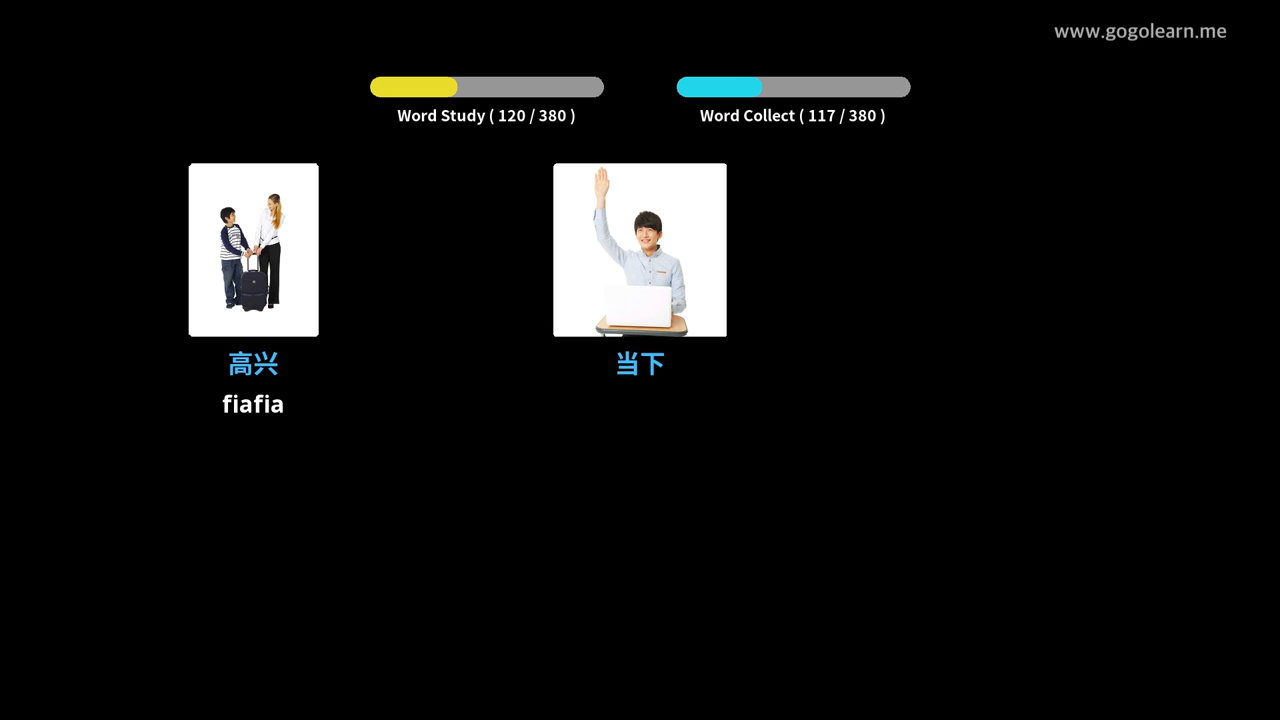 www.gogolearn.me
Word Study ( 120 / 380 )
Word Collect ( 117 / 380 )
高兴
fiafia
当下